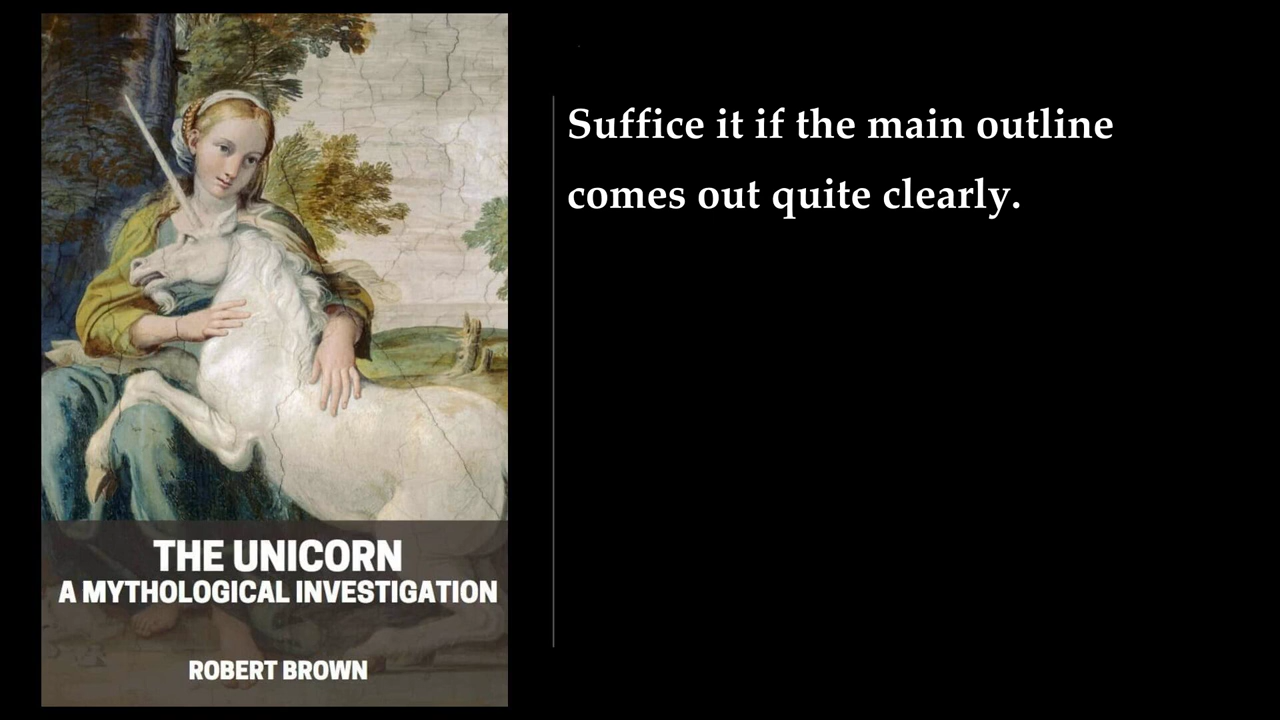 THE UNICORN
A MYTHOLOGICAL INVESTIGATION
ROBERT BROWN
Suffice it if the main outline
comes out quite clearly.